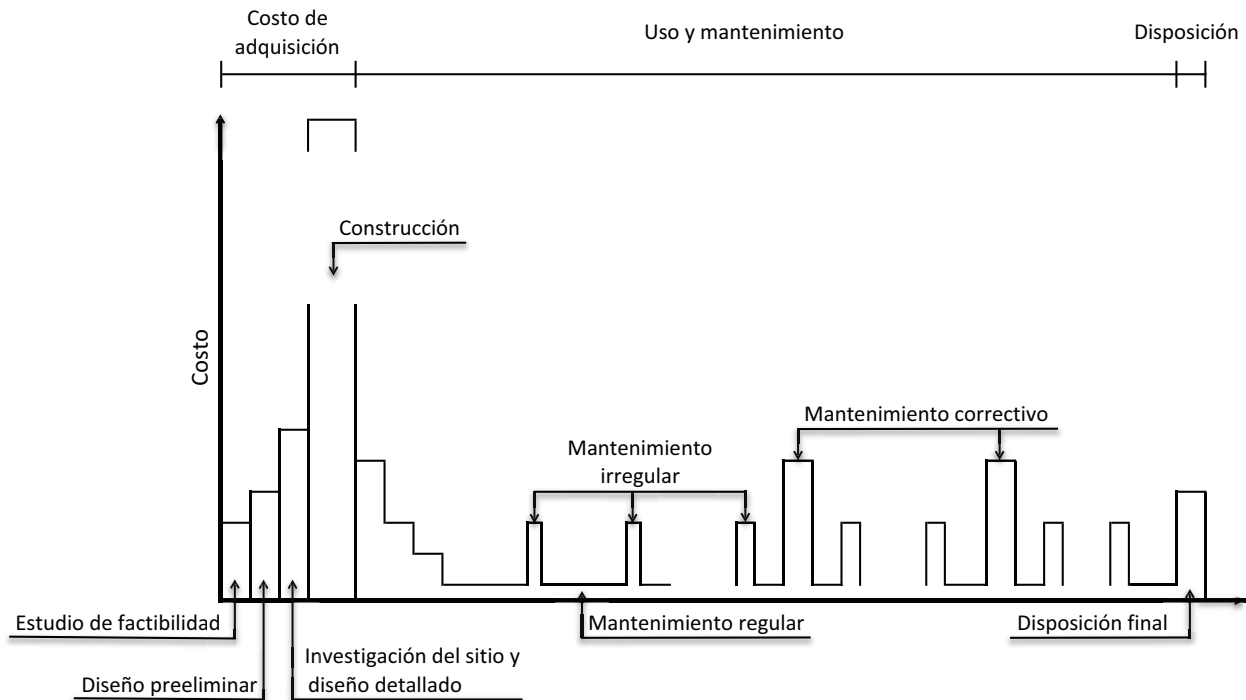 Costo de
adquisición
Uso y mantenimiento
Disposición
Construcción
Costo
Mantenimiento correctivo
Mantenimiento
irregular
Estudio de factibilidad
Mantenimiento regular
Disposición final
Investigación del sitio y
diseño detallado
Diseño preeliminar